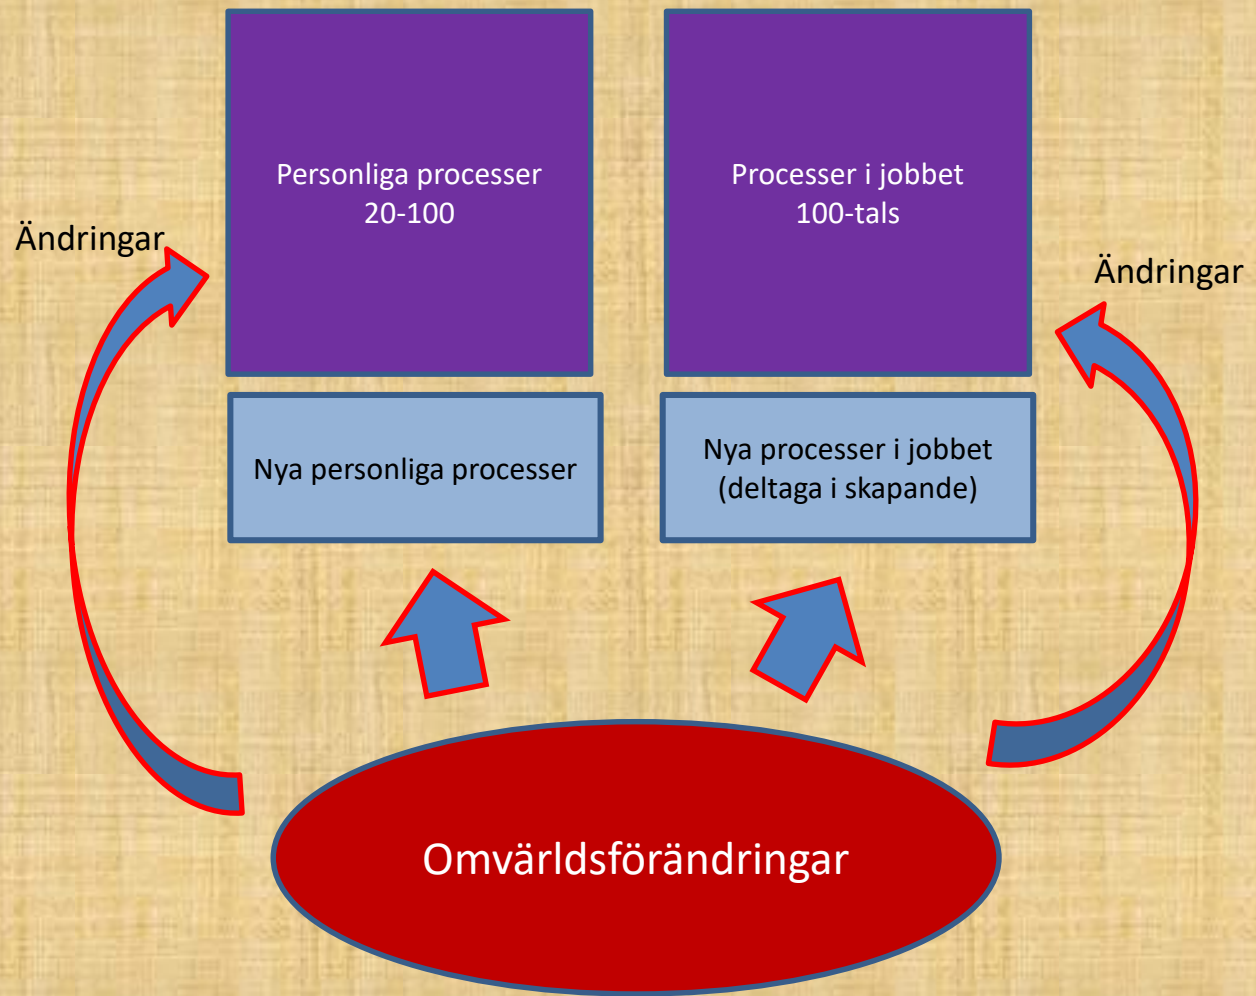 Personliga processer
20-100
Processer i jobbet
100-tals
Ändringar
Ändringar
Nya personliga processer
Nya processer i jobbet
(deltaga i skapande)
Omvärldsförändringar